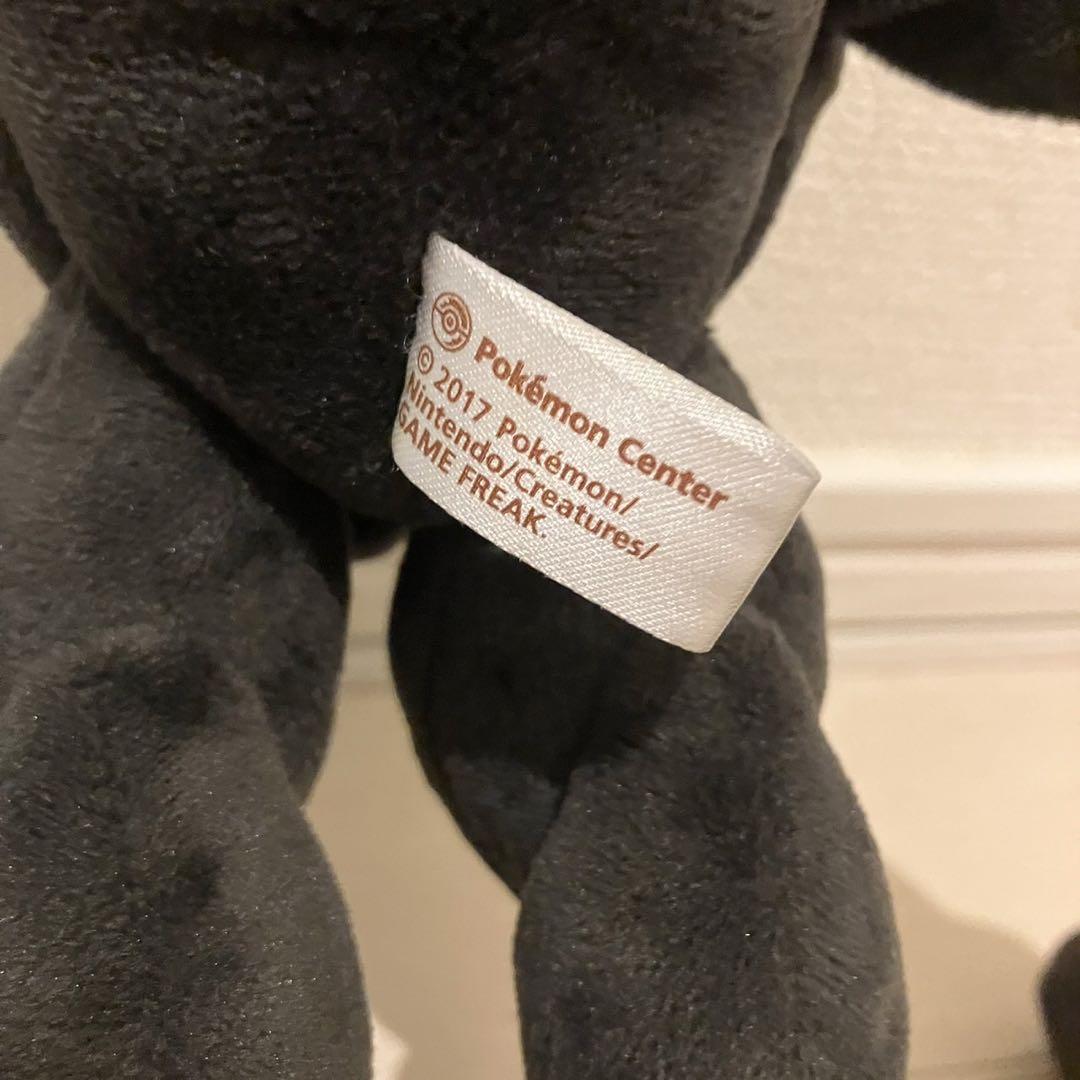 Pokémon Center
© 2017 Pokémon/
Nintendo/Creatures/
GAME FREAK.